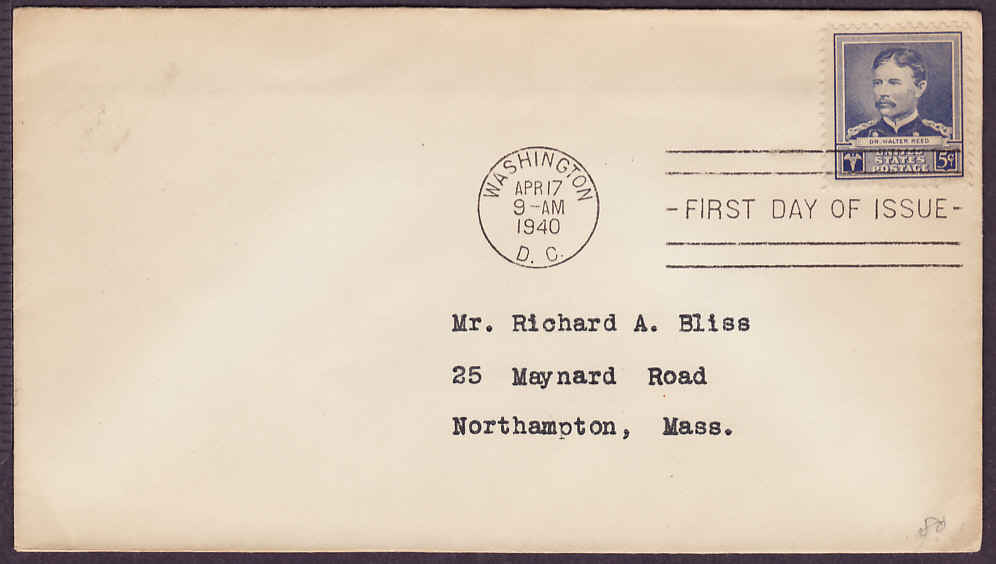 DR. WALTER REED
UNITED
STATES
POSTAGE
5¢
WASHINGTON
APR 17
9-AM
1940
D. C.
-FIRST DAY OF ISSUE-
Mr. Richard A. Bliss
25 Maynard Road
Northampton, Mass.